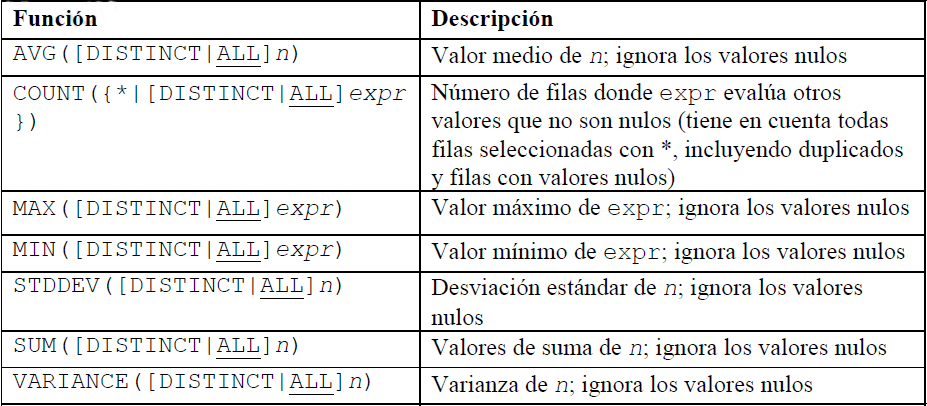 Función
Descripción
AVG([DISTINCT|ALL]n)
Valor medio de n; ignora los valores nulos
COUNT({*|[DISTINCT|ALL]expr
})
Número de filas donde expr evalúa otros
valores que no son nulos (tiene en cuenta todas
filas seleccionadas con *, incluyendo duplicados
y filas con valores nulos)
MAX([DISTINCT|ALL]expr)
Valor máximo de expr; ignora los valores nulos
MIN([DISTINCT|ALL]expr)
Valor mínimo de expr; ignora los valores nulos
STDDEV([DISTINCT|ALL]n)
Desviación estándar de n; ignora los valores
nulos
SUM([DISTINCT|ALL]n)
Valores de suma de n; ignora los valores nulos
VARIANCE([DISTINCT|ALL]n)
Varianza de n; ignora los valores nulos